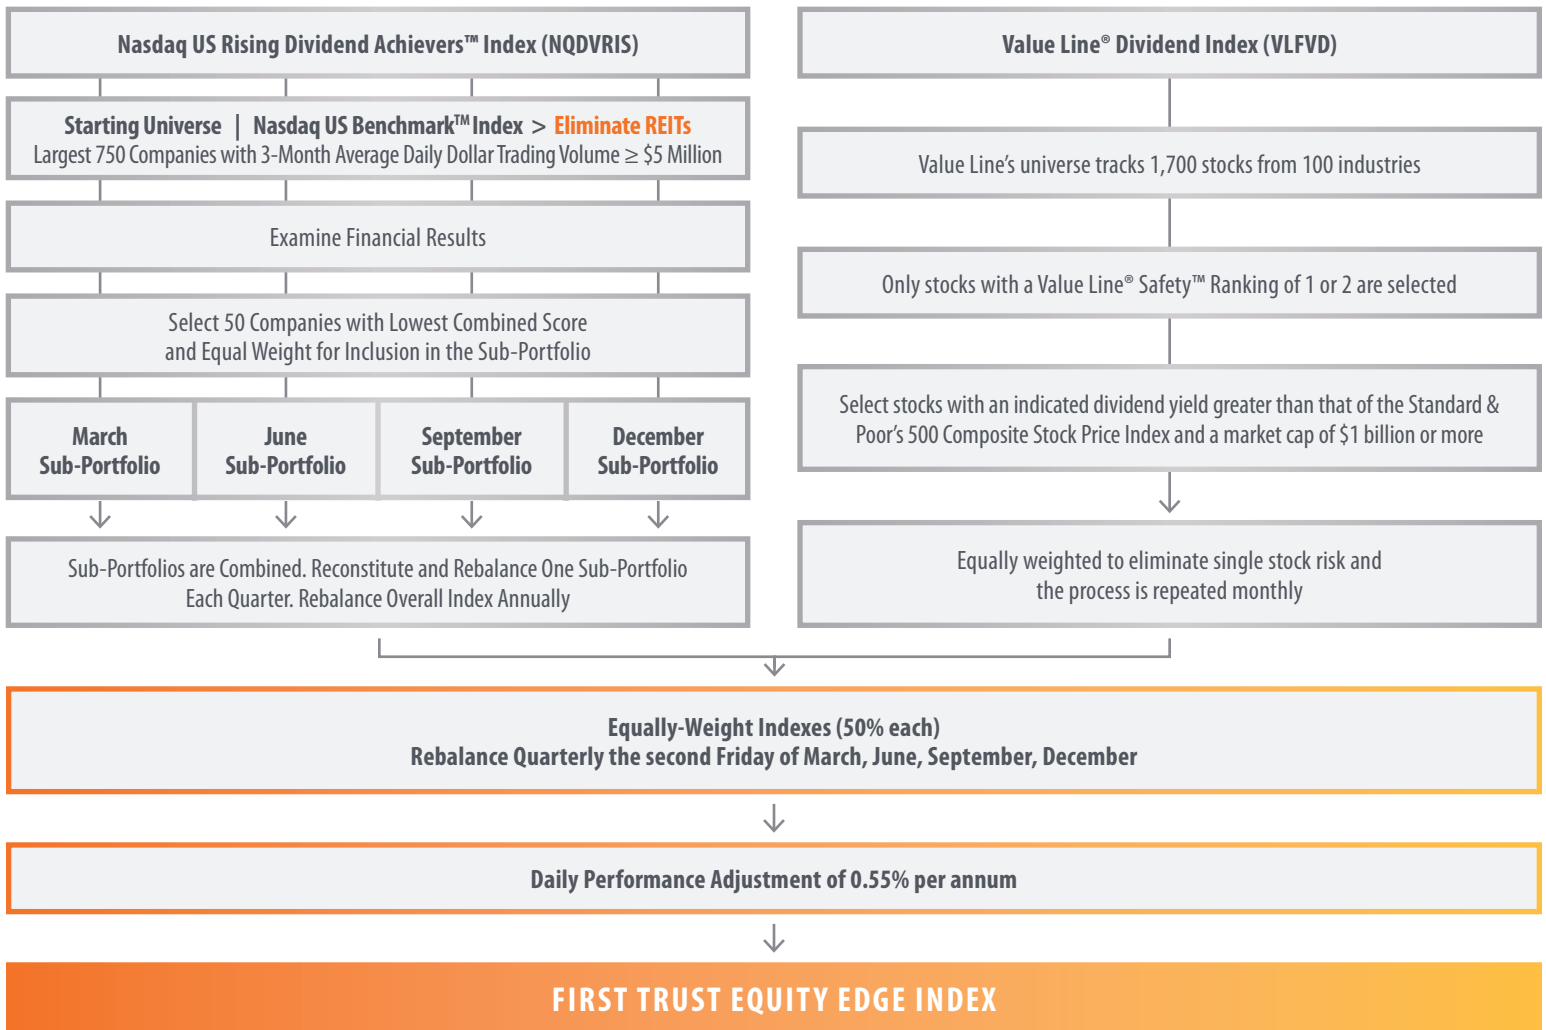 Nasdaq US Rising Dividend Achievers™ Index (NQDVRIS)
Starting Universe | Nasdaq US Benchmark™ Index > Eliminate REITs
Largest 750 Companies with 3-Month Average Daily Dollar Trading Volume ≥ $5 Million
Examine Financial Results
Select 50 Companies with Lowest Combined Score
and Equal Weight for Inclusion in the Sub-Portfolio
March
Sub-Portfolio
June
Sub-Portfolio
September
Sub-Portfolio
December
Sub-Portfolio
Sub-Portfolios are Combined. Reconstitute and Rebalance One Sub-Portfolio
Each Quarter. Rebalance Overall Index Annually
Value Line® Dividend Index (VLFVD)
Value Line's universe tracks 1,700 stocks from 100 industries
Only stocks with a Value Line® Safety™ Ranking of 1 or 2 are selected
Select stocks with an indicated dividend yield greater than that of the Standard &
Poor's 500 Composite Stock Price Index and a market cap of $1 billion or more
Equally weighted to eliminate single stock risk and
the process is repeated monthly
Equally-Weight Indexes (50% each)
Rebalance Quarterly the second Friday of March, June, September, December
Daily Performance Adjustment of 0.55% per annum
FIRST TRUST EQUITY EDGE INDEX